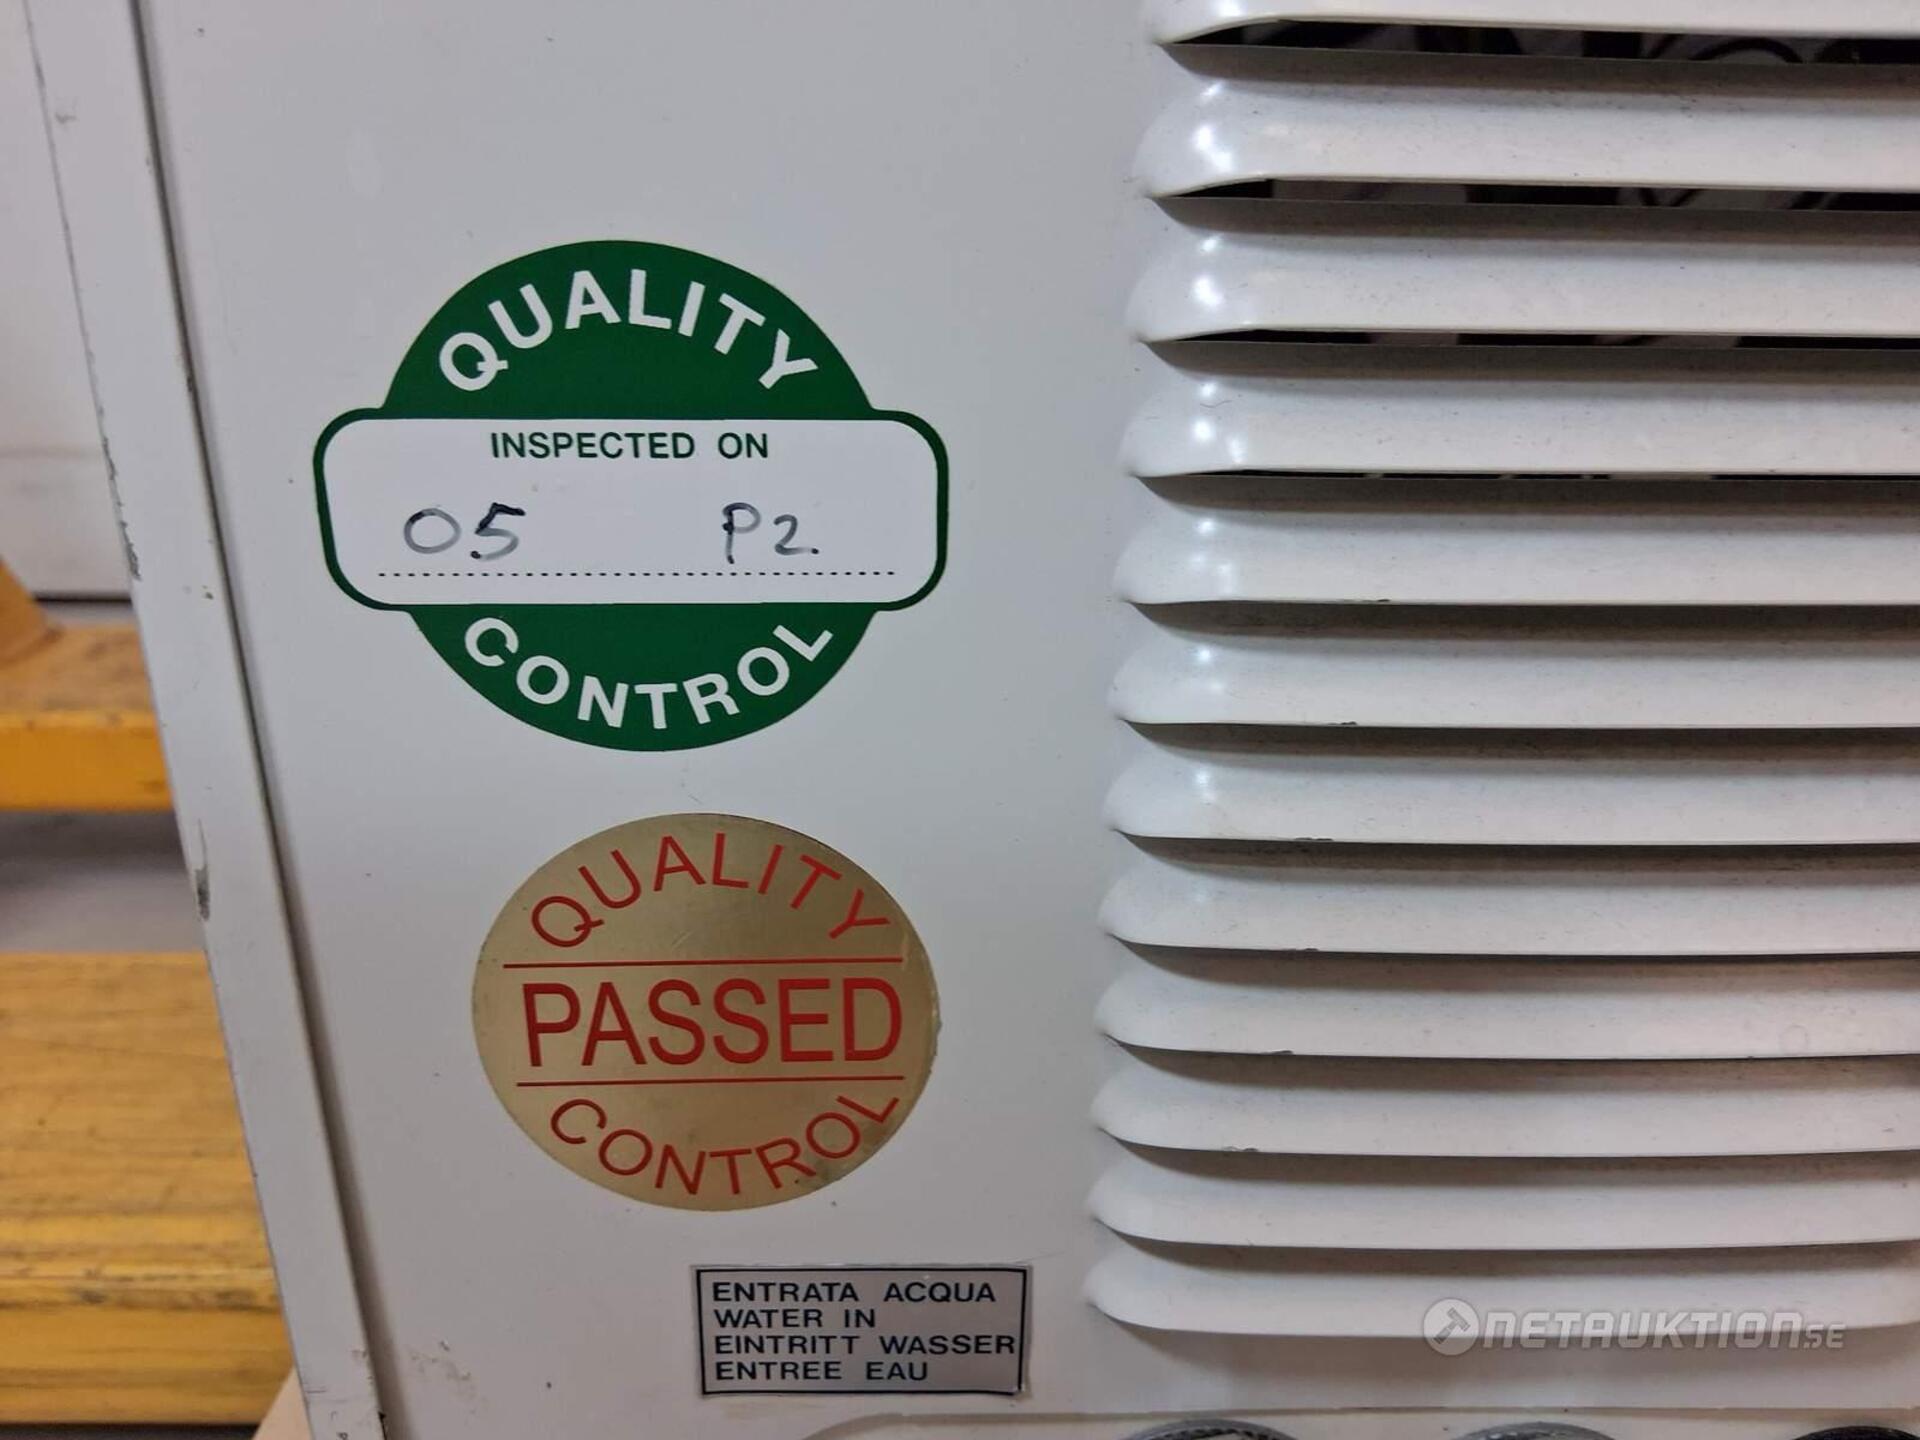 QUALITY
INSPECTED ON
05 P2
CONTROL
QUALITY
PASSED
CONTROL
ENTRATA ACQUA
WATER IN
EINTRITT WASSER
ENTREE EAU
NETAUKTION.SE